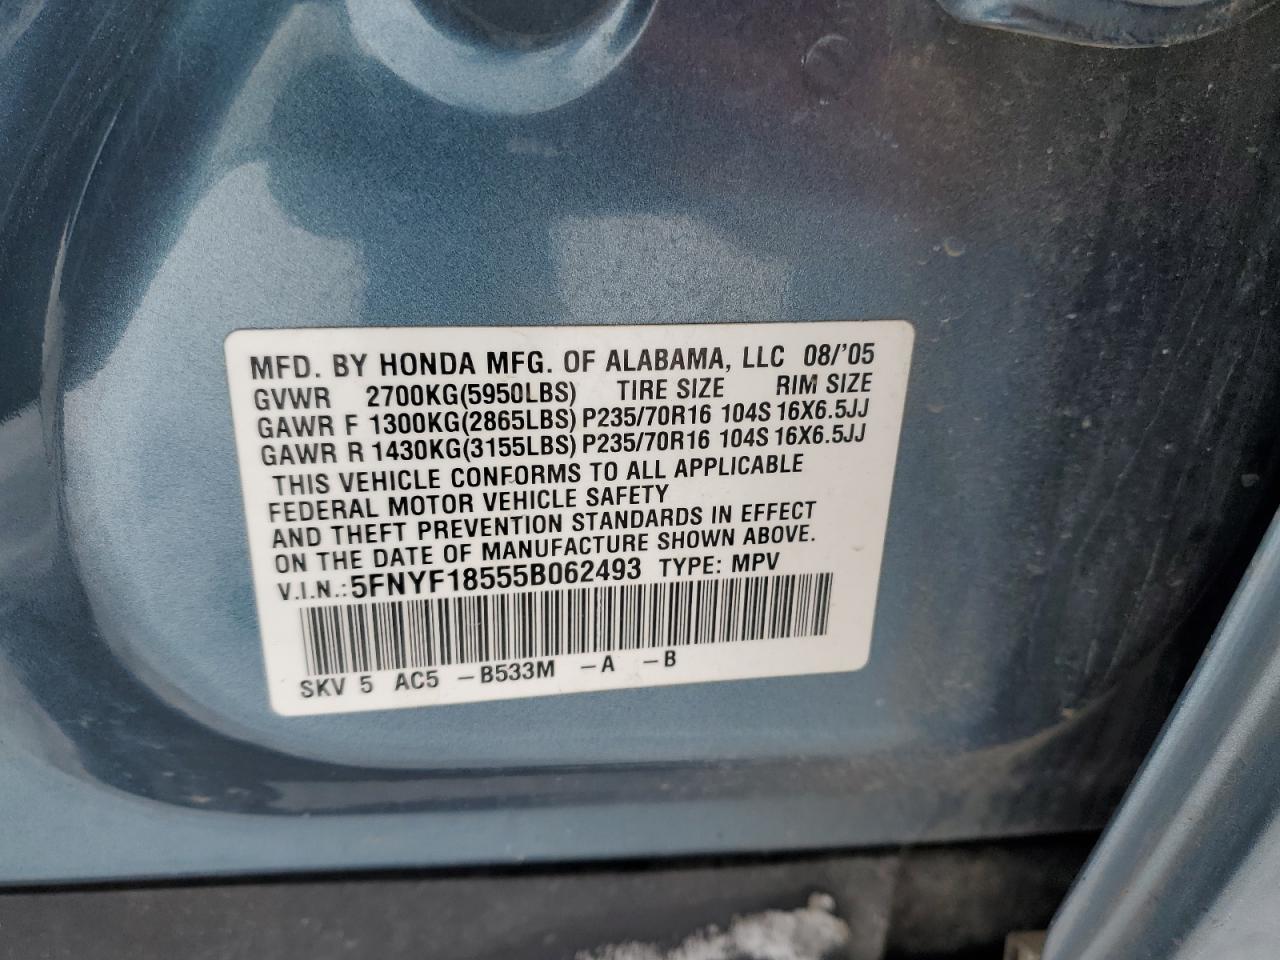 MFD. BY HONDA MFG. OF ALABAMA, LLC 08/'05
GVWR 2700KG(5950LBS) TIRE SIZE RIM SIZE
GAWR F 1300KG(2865LBS) P235/70R16 104S 16X6.5JJ
GAWR R 1430KG(3155LBS) P235/70R16 104S 16X6.5JJ
THIS VEHICLE CONFORMS TO ALL APPLICABLE
FEDERAL MOTOR VEHICLE SAFETY
AND THEFT PREVENTION STANDARDS IN EFFECT
ON THE DATE OF MANUFACTURE SHOWN ABOVE.
V.I.N.:5FNYF18555B062493 TYPE: MPV
SKV 5 AC5 -B533M -A -B